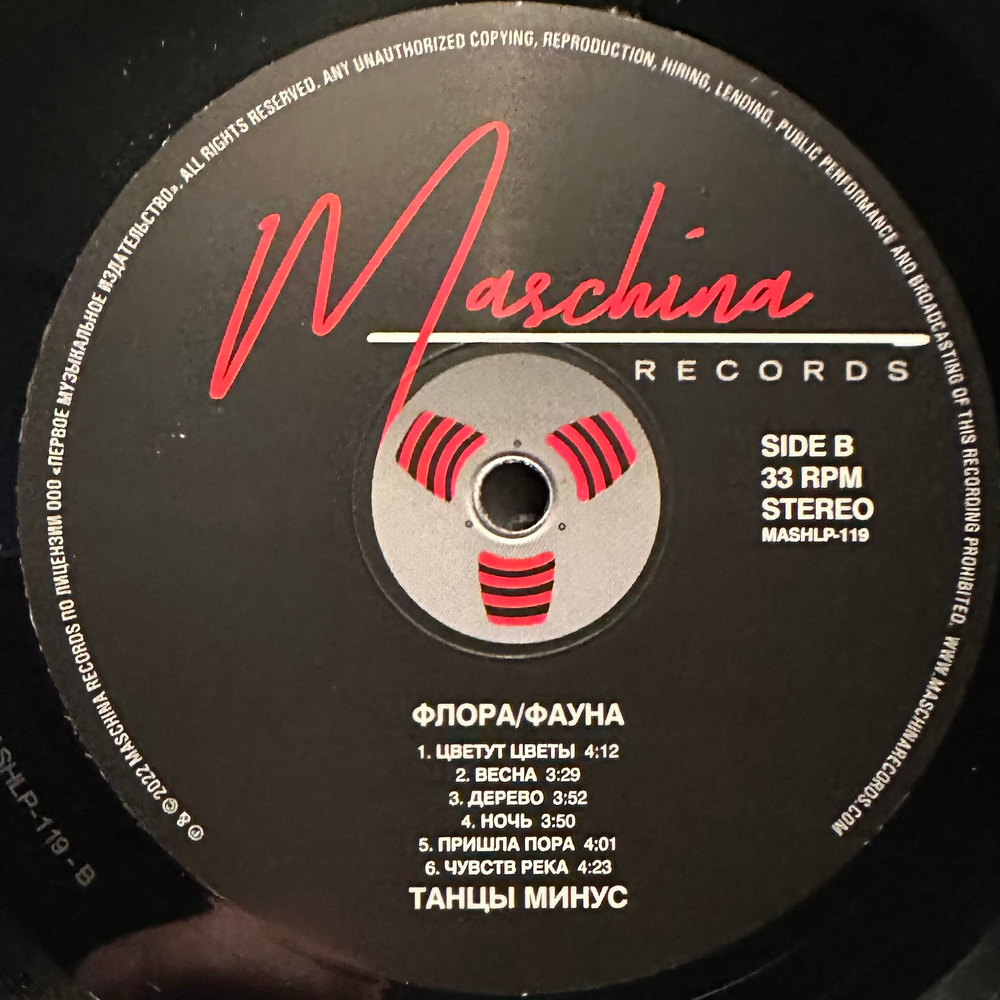 Maschina
RECORDS
SIDE B
33 RPM
STEREO
MASHLP-119
ФЛОРА/ФАУНА
1. ЦВЕТУТ ЦВЕТЫ 4:12
2. ВЕСНА 3:29
3. ДЕРЕВО 3:52
4. НОЧЬ 3:50
5. ПРИШЛА ПОРА 4:01
6. ЧУВСТВ РЕКА 4:23
ТАНЦЫ МИНУС
℗ & © 2022 MASCHINA RECORDS ПО ЛИЦЕНЗИИ ООО «ПЕРВОЕ МУЗЫКАЛЬНОЕ ИЗДАТЕЛЬСТВО». ALL RIGHTS RESERVED. ANY UNAUTHORIZED COPYING, REPRODUCTION, HIRING, LENDING, PUBLIC PERFORMANCE AND BROADCASTING OF THIS RECORDING PROHIBITED. WWW.MASCHINARECORDS.COM
SHLP-119 - B